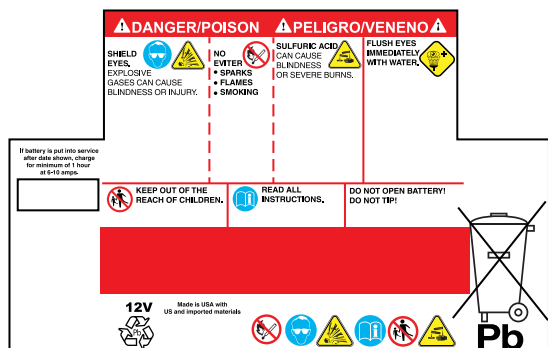 DANGER/POISON
PELIGRO/VENENO
SHIELD
EYES.
EXPLOSIVE
GASES CAN CAUSE
BLINDNESS OR INJURY.
NO
EVITER
• SPARKS
• FLAMES
• SMOKING
SULFURIC ACID
CAN CAUSE
BLINDNESS
OR SEVERE BURNS.
FLUSH EYES
IMMEDIATELY
WITH WATER.
If battery is put into service
after date shown, charge
for minimum of 1 hour
at 6-10 amps.
KEEP OUT OF THE
REACH OF CHILDREN.
READ ALL
INSTRUCTIONS.
DO NOT OPEN BATTERY!
DO NOT TIP!
12V
Pb
Made is USA with
US and imported materials
Pb